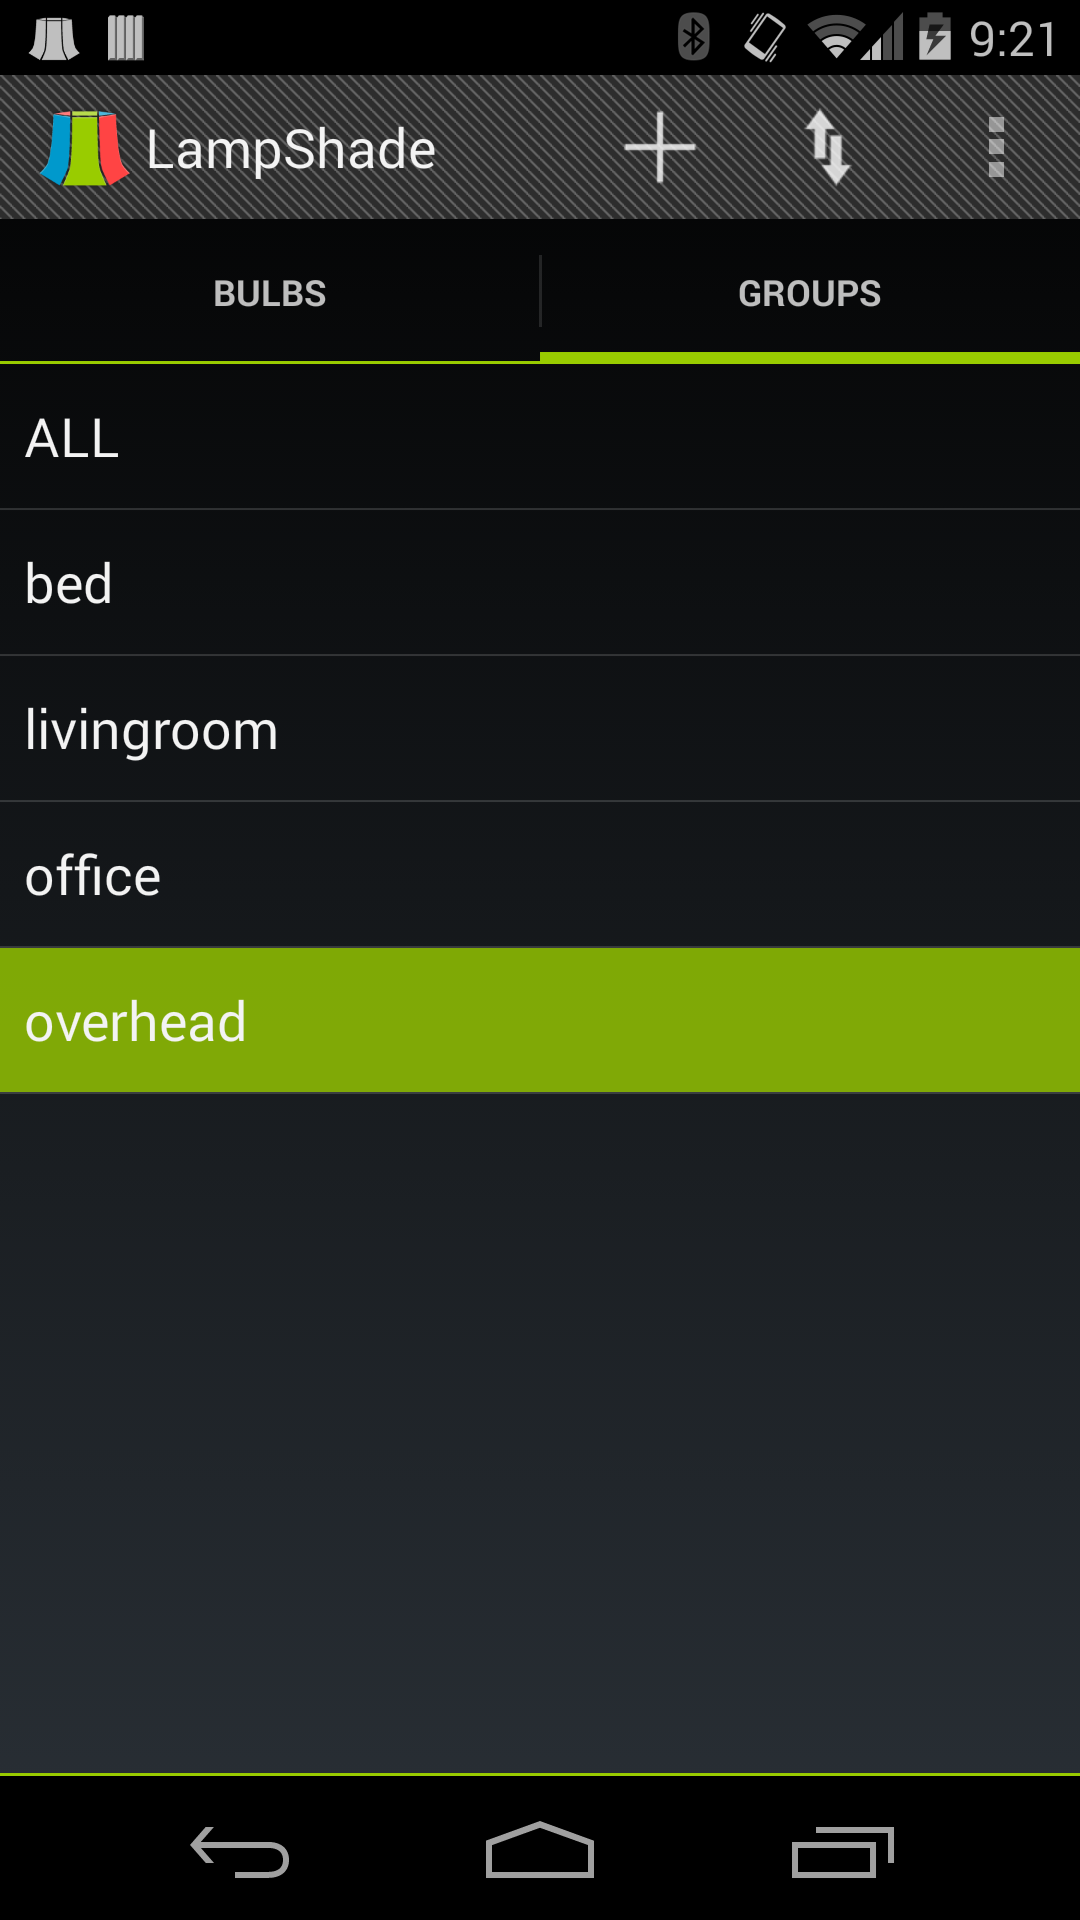 9:21
LampShade
BULBS
GROUPS
ALL
bed
livingroom
office
overhead